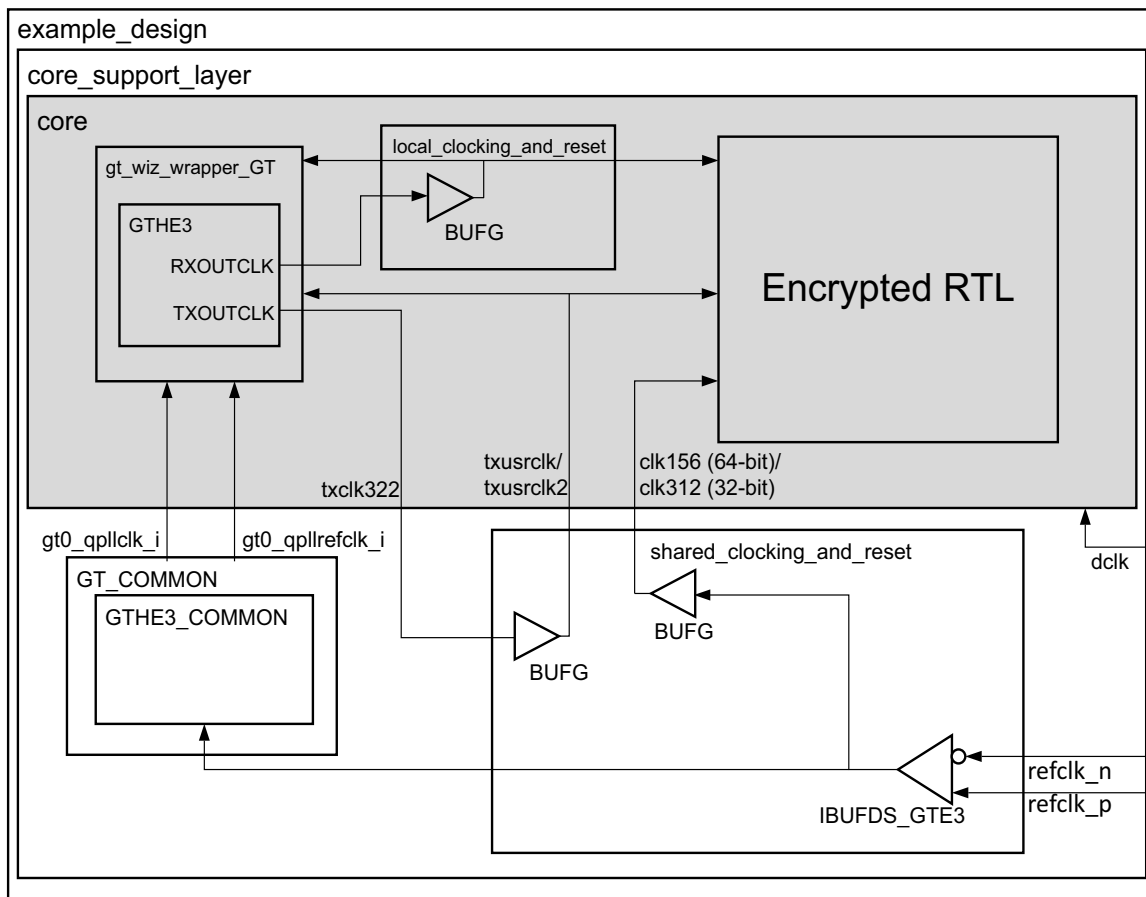 example_design
core_support_layer
core
gt_wiz_wrapper_GT
GTHE3
RXOUTCLK
TXOUTCLK
local_clocking_and_reset
BUFG
Encrypted RTL
txclk322
txusrclk/
txusrclk2
clk156 (64-bit)/
clk312 (32-bit)
gt0_qpllclk_i
gt0_qpllrefclk_i
GT_COMMON
GTHE3_COMMON
shared_clocking_and_reset
BUFG
BUFG
dclk
IBUFDS_GTE3
refclk_n
refclk_p